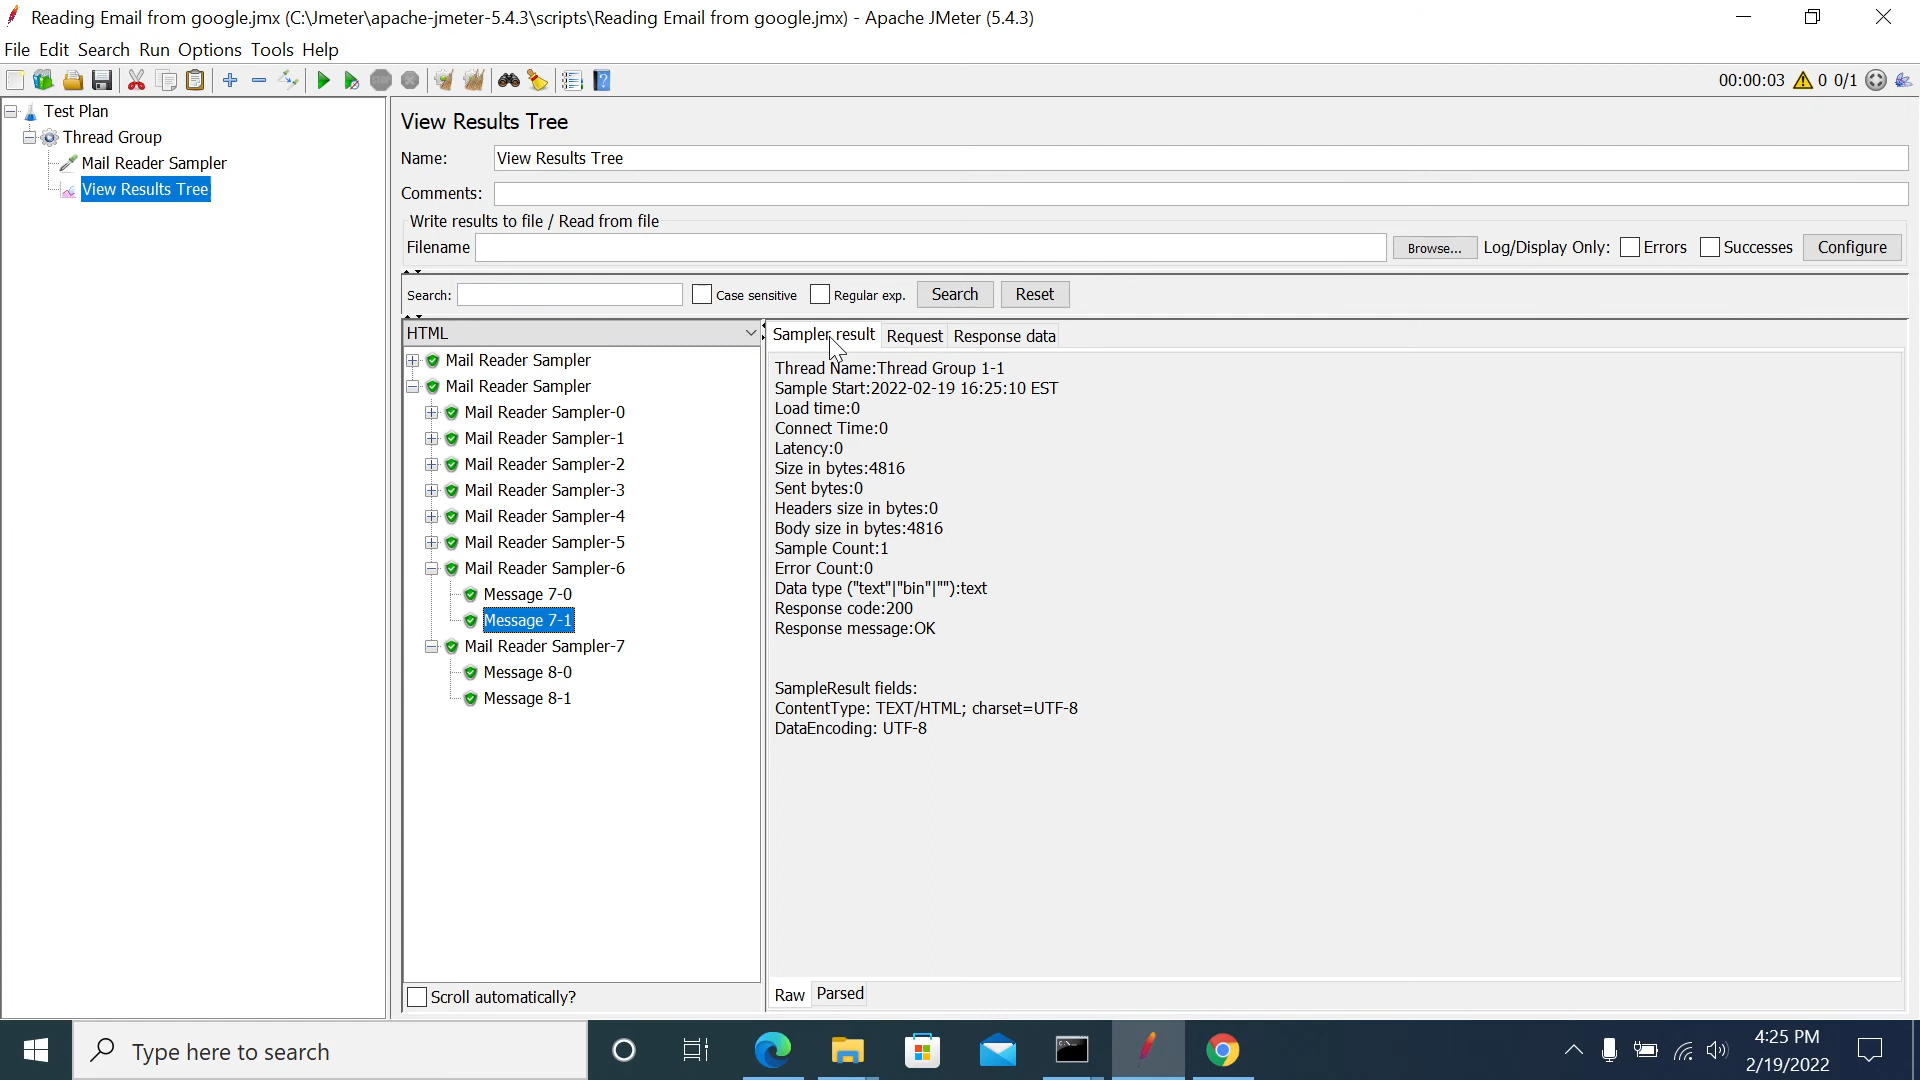 Reading Email from google.jmx (C:\Jmeter\apache-jmeter-5.4.3\scripts\Reading Email from google.jmx) - Apache JMeter (5.4.3)
File Edit Search Run Options Tools Help
00:00:03 0 0/1
Test Plan
Thread Group
Mail Reader Sampler
View Results Tree
View Results Tree
Name: View Results Tree
Comments:
Write results to file / Read from file
Filename Browse... Log/Display Only: Errors Successes Configure
Search: Case sensitive Regular exp. Search Reset
HTML
Mail Reader Sampler
Mail Reader Sampler
Mail Reader Sampler-0
Mail Reader Sampler-1
Mail Reader Sampler-2
Mail Reader Sampler-3
Mail Reader Sampler-4
Mail Reader Sampler-5
Mail Reader Sampler-6
Message 7-0
Message 7-1
Mail Reader Sampler-7
Message 8-0
Message 8-1
Scroll automatically?
Sampler result Request Response data
Thread Name:Thread Group 1-1
Sample Start:2022-02-19 16:25:10 EST
Load time:0
Connect Time:0
Latency:0
Size in bytes:4816
Sent bytes:0
Headers size in bytes:0
Body size in bytes:4816
Sample Count:1
Error Count:0
Data type ("text"|"bin"|""):text
Response code:200
Response message:OK
SampleResult fields:
ContentType: TEXT/HTML; charset=UTF-8
DataEncoding: UTF-8
Raw Parsed
Type here to search
4:25 PM
2/19/2022